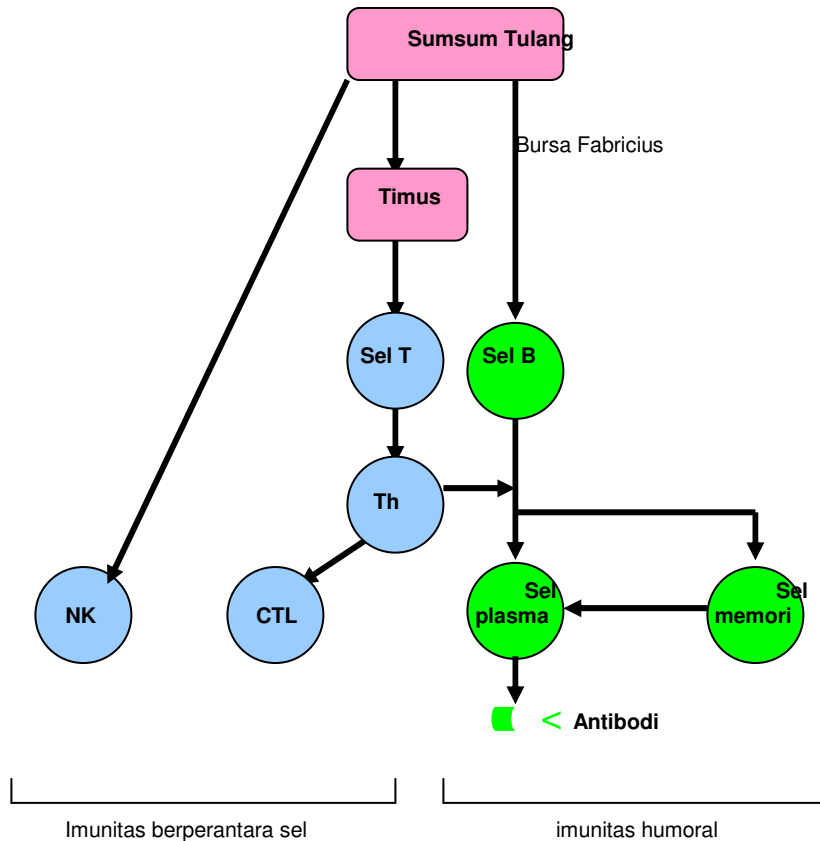 Sumsum Tulang
Bursa Fabricius
Timus
Sel T
Sel B
Th
NK
CTL
Sel
plasma
Sel
memori
< Antibodi
Imunitas berperantara sel
imunitas humoral